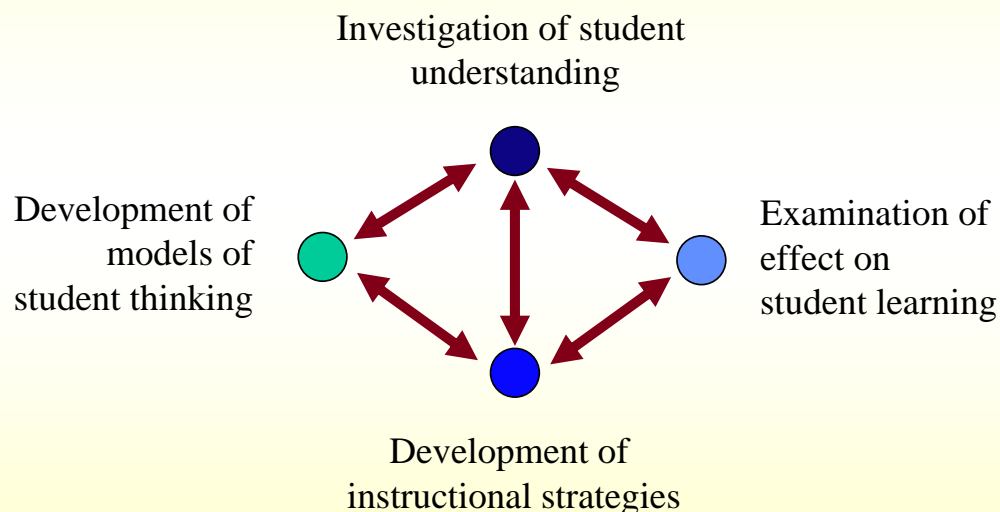 Investigation of student
understanding
Development of
models of
student thinking
Examination of
effect on
student learning
Development of
instructional strategies